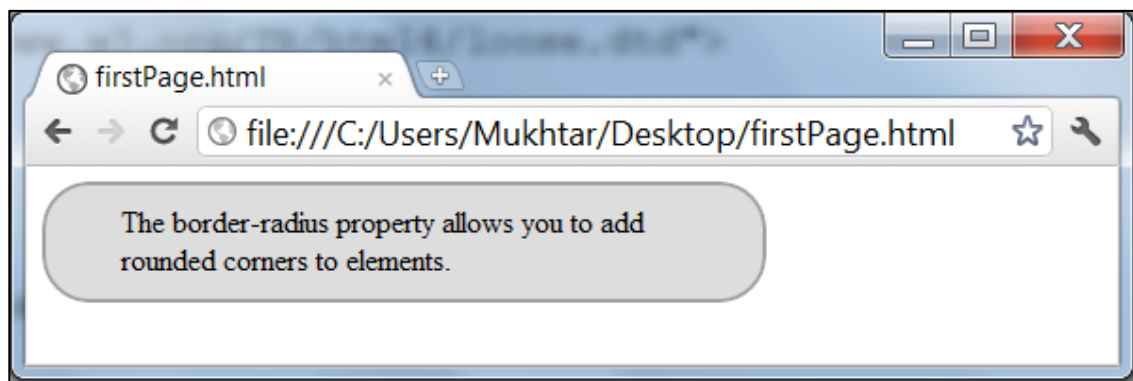 firstPage.html
file:///C:/Users/Mukhtar/Desktop/firstPage.html
The border-radius property allows you to add
rounded corners to elements.